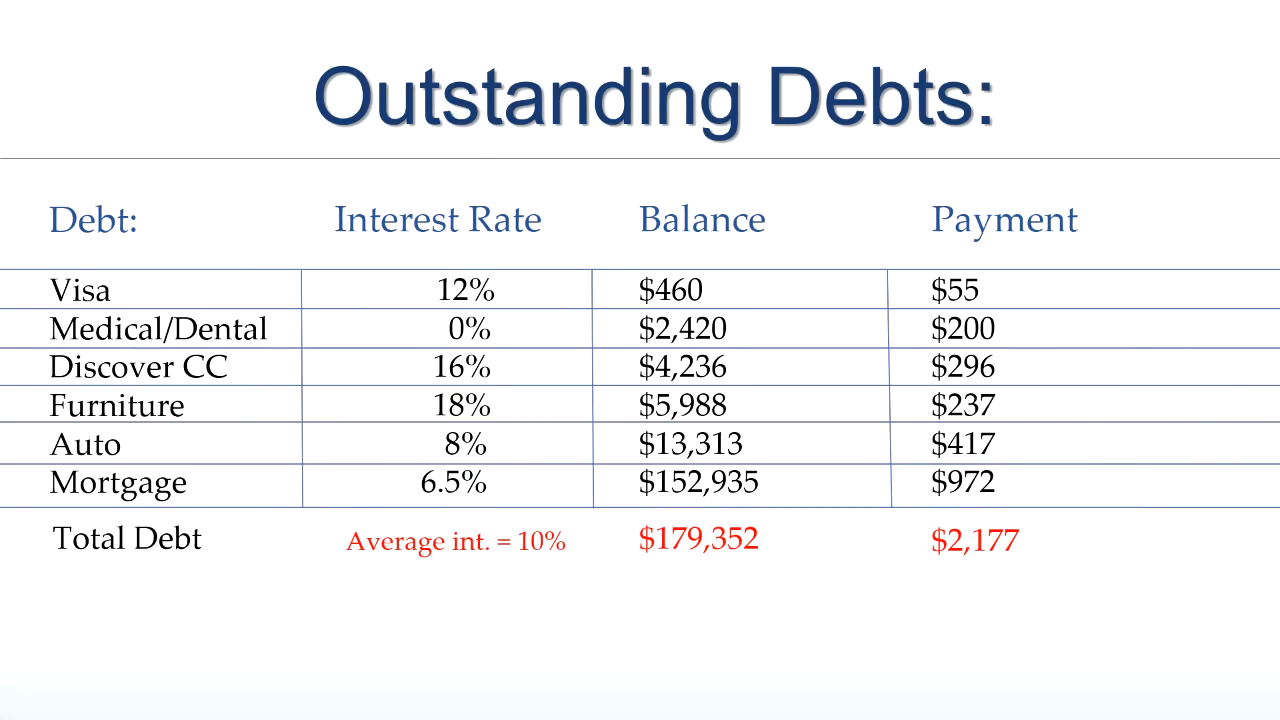 Outstanding Debts:
Debt: Interest Rate Balance Payment
Visa 12% $460 $55
Medical/Dental 0% $2,420 $200
Discover CC 16% $4,236 $296
Furniture 18% $5,988 $237
Auto 8% $13,313 $417
Mortgage 6.5% $152,935 $972
Total Debt Average int. = 10% $179,352 $2,177